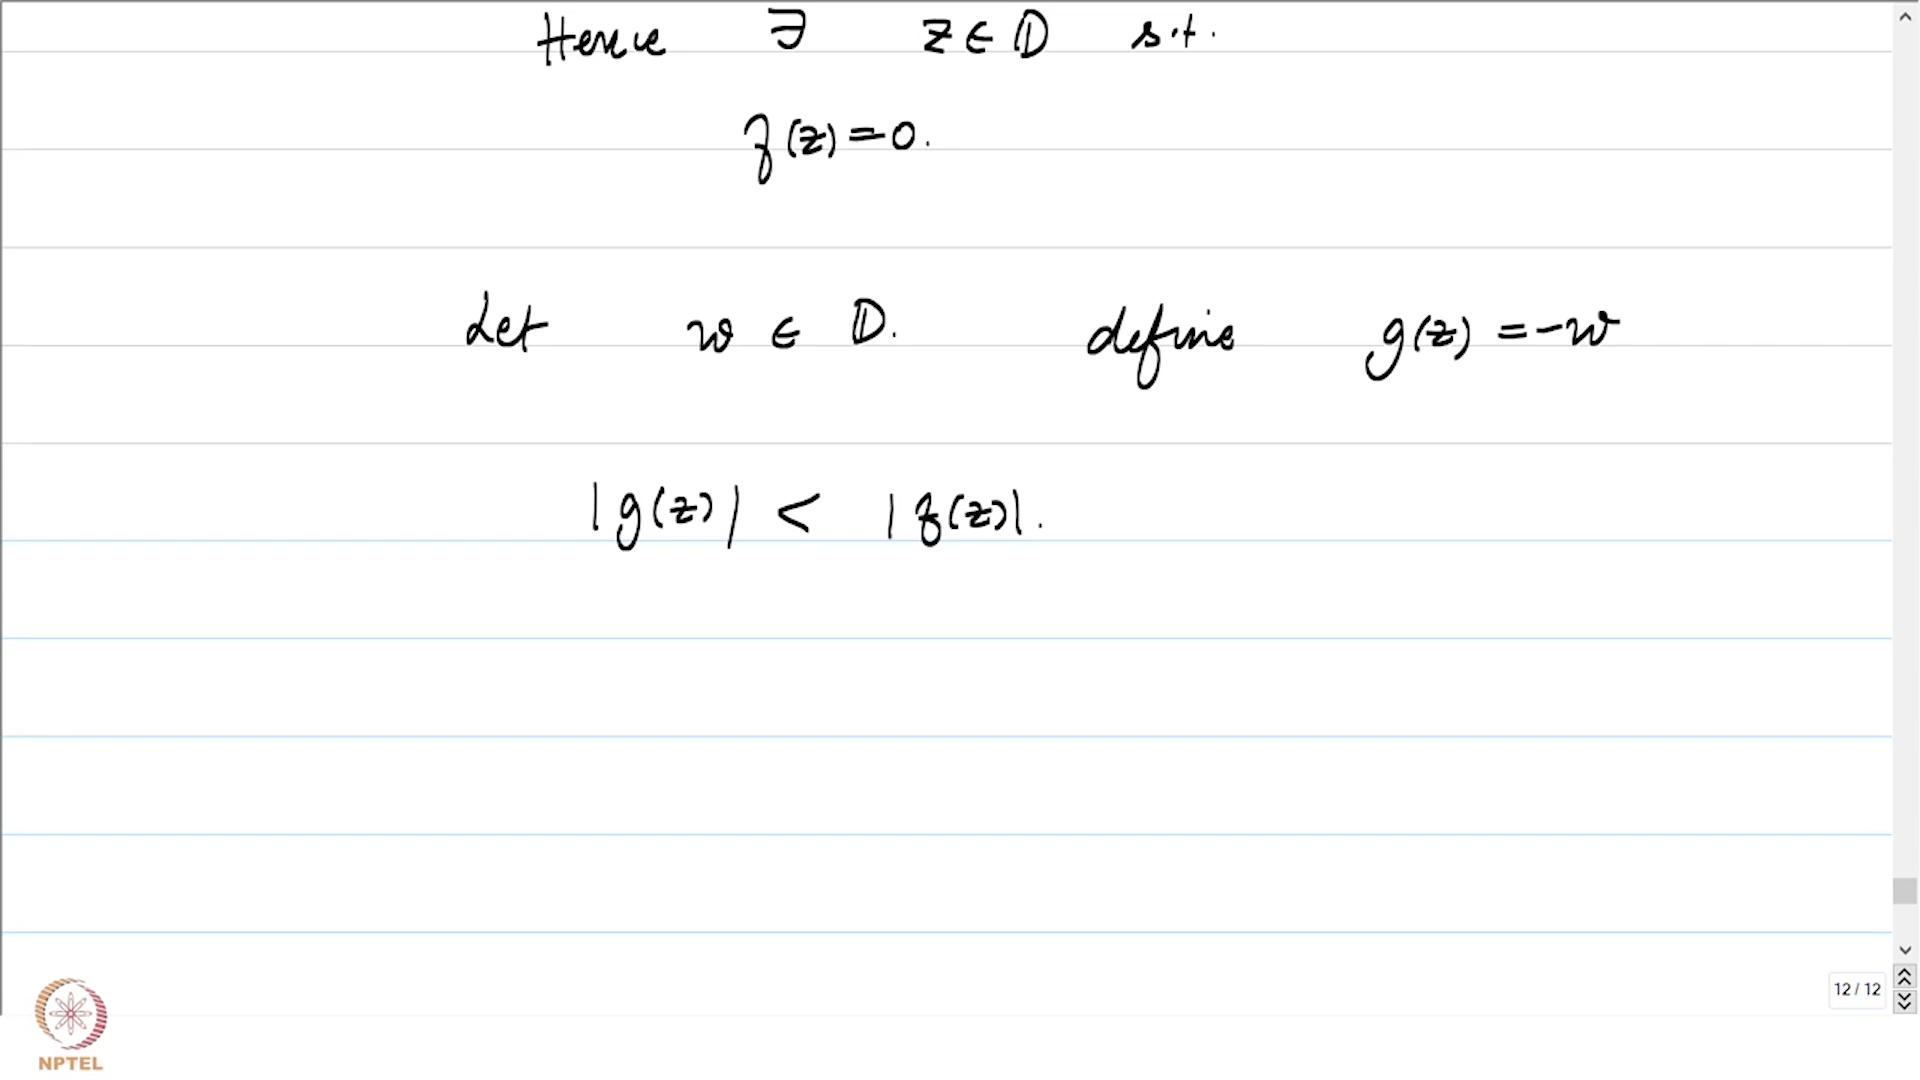 Hence ∃ z ∈ 𝔻 s.t.
f(z) = 0.
Let w ∈ 𝔻. define g(z) = -w
|g(z)| < |f(z)|.
12 / 12
NPTEL